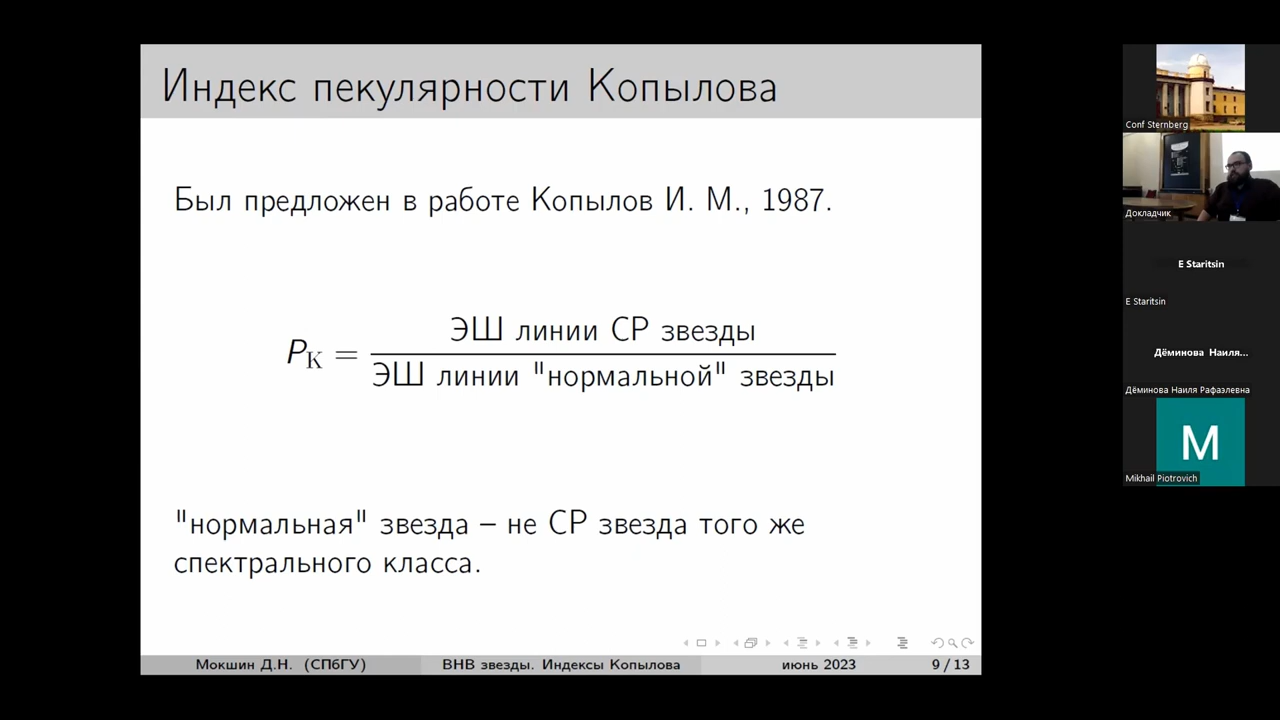 Индекс пекулярности Копылова
Был предложен в работе Копылов И. М., 1987.
P_К = ЭШ линии СР звезды
ЭШ линии "нормальной" звезды
"нормальная" звезда – не СР звезда того же
спектрального класса.
Мокшин Д.Н. (СПбГУ) ВНВ звезды. Индексы Копылова июнь 2023 9 / 13
Conf Sternberg
Докладчик
E Staritsin
E Staritsin
Дёминова Наиля...
Дёминова Наиля Рафаэлевна
M
Mikhail Piotrovich